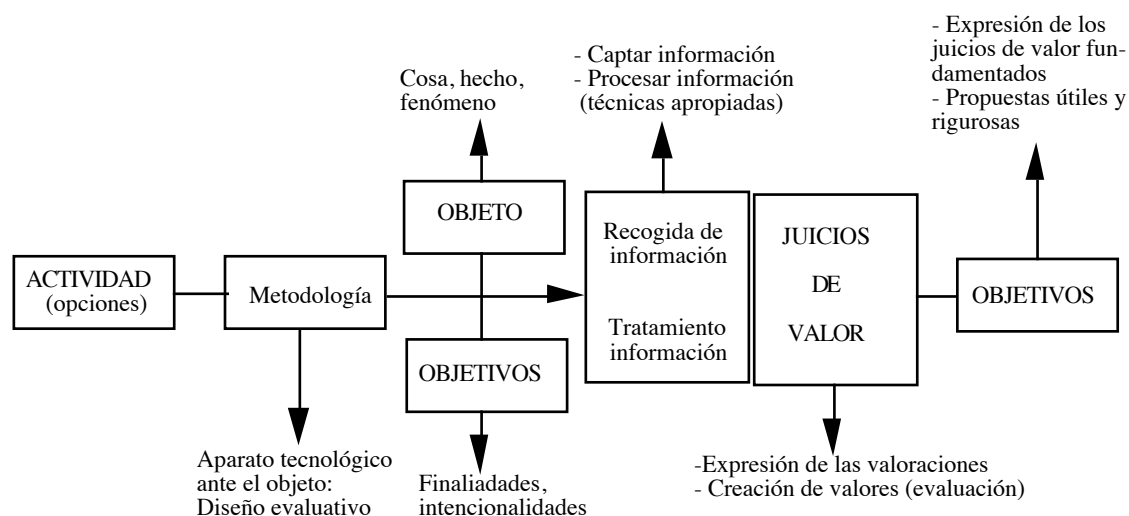 - Expresión de los
juicios de valor fun-
damentados
- Propuestas útiles y
rigurosas
- Captar información
- Procesar información
(técnicas apropiadas)
Cosa, hecho,
fenómeno
OBJETO
Recogida de
información
Tratamiento
información
JUICIOS
DE
VALOR
ACTIVIDAD
(opciones)
Metodología
OBJETIVOS
OBJETIVOS
Aparato tecnológico
ante el objeto:
Diseño evaluativo
Finaliadades,
intencionalidades
-Expresión de las valoraciones
- Creación de valores (evaluación)